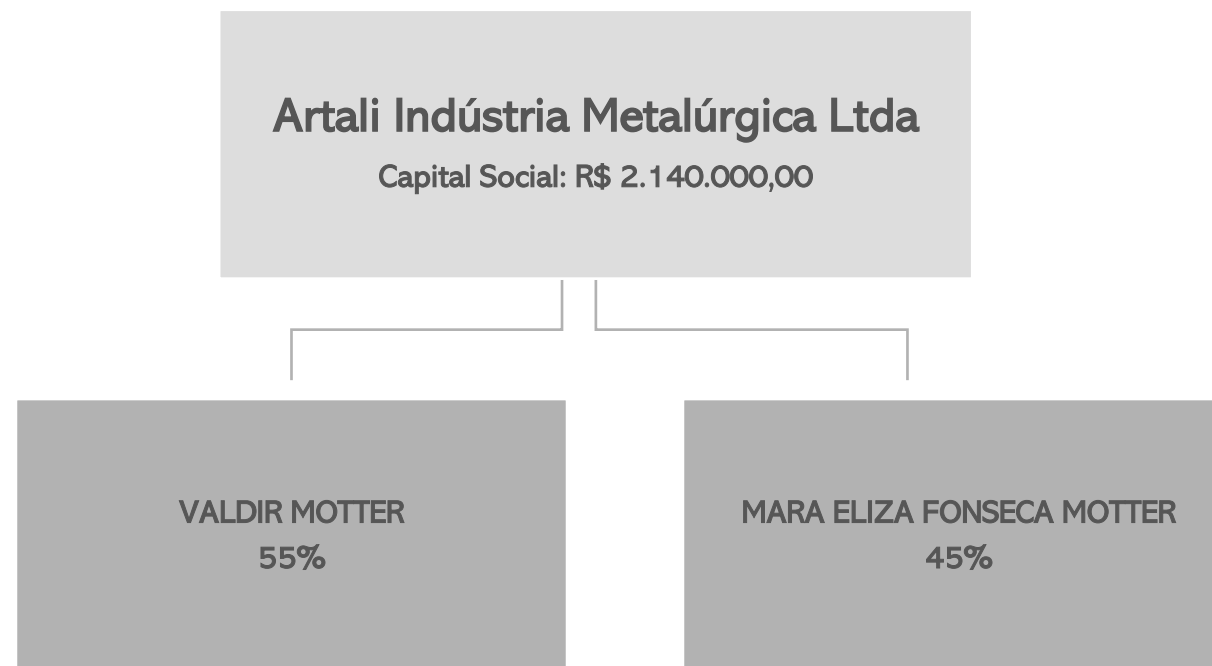 Artali Indústria Metalúrgica Ltda
Capital Social: R$ 2.140.000,00
VALDIR MOTTER
55%
MARA ELIZA FONSECA MOTTER
45%